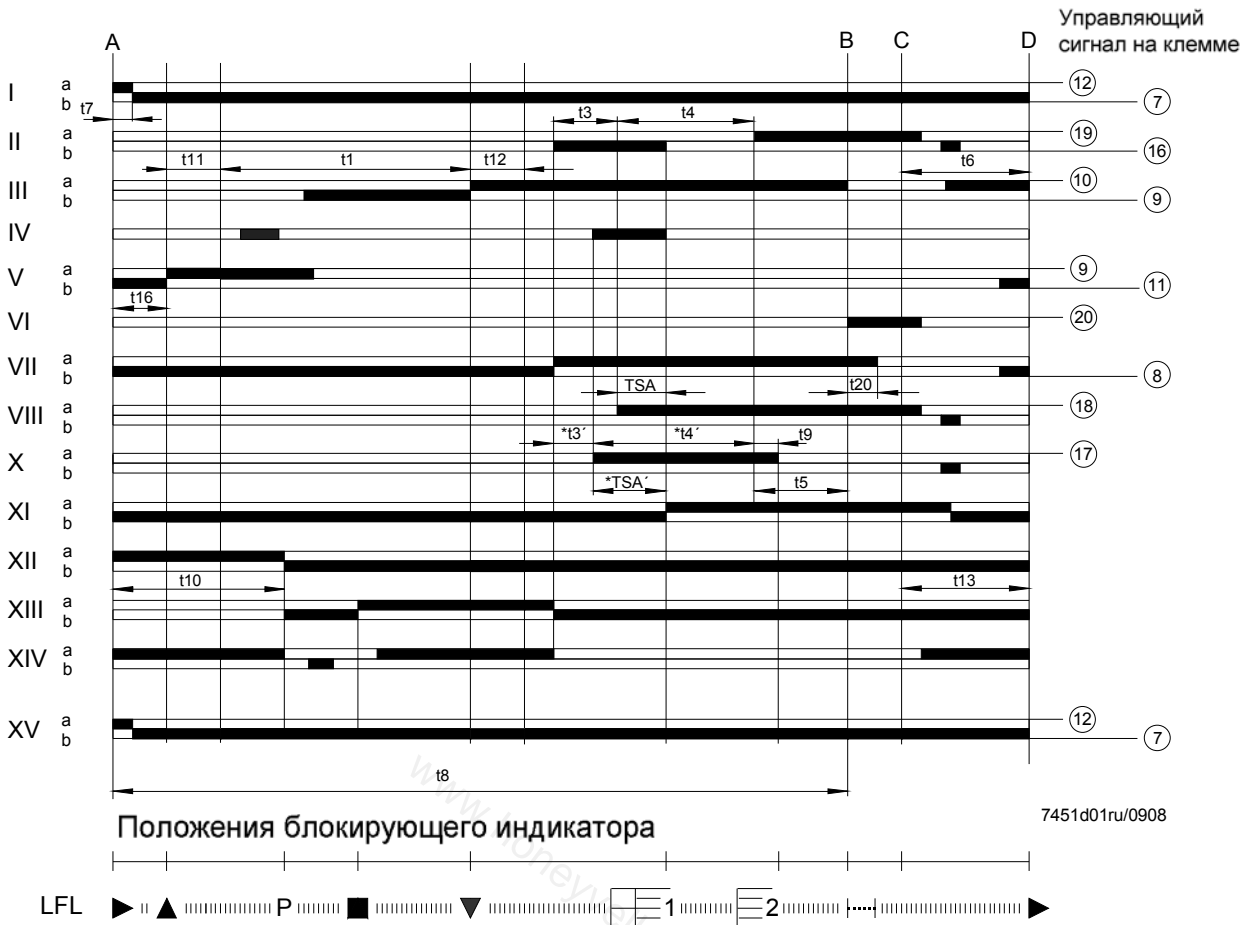 Управляющий
сигнал на клемме
A B C D
I a 12
b 7
t7 t3 t4
II a 19
b 16
t11 t1 t12 t6
III a 10
b 9
IV
V a 9
b 11
t16
VI 20
VII a
b 8
TSA t20
VIII a 18
b
*t3´ *t4´ t9
X a 17
b
*TSA´ t5
XI a
b
XII a
b
t10 t13
XIII a
b
XIV a
b
XV a 12
b 7
t8
7451d01ru/0908
Положения блокирующего индикатора
LFL P 1 2